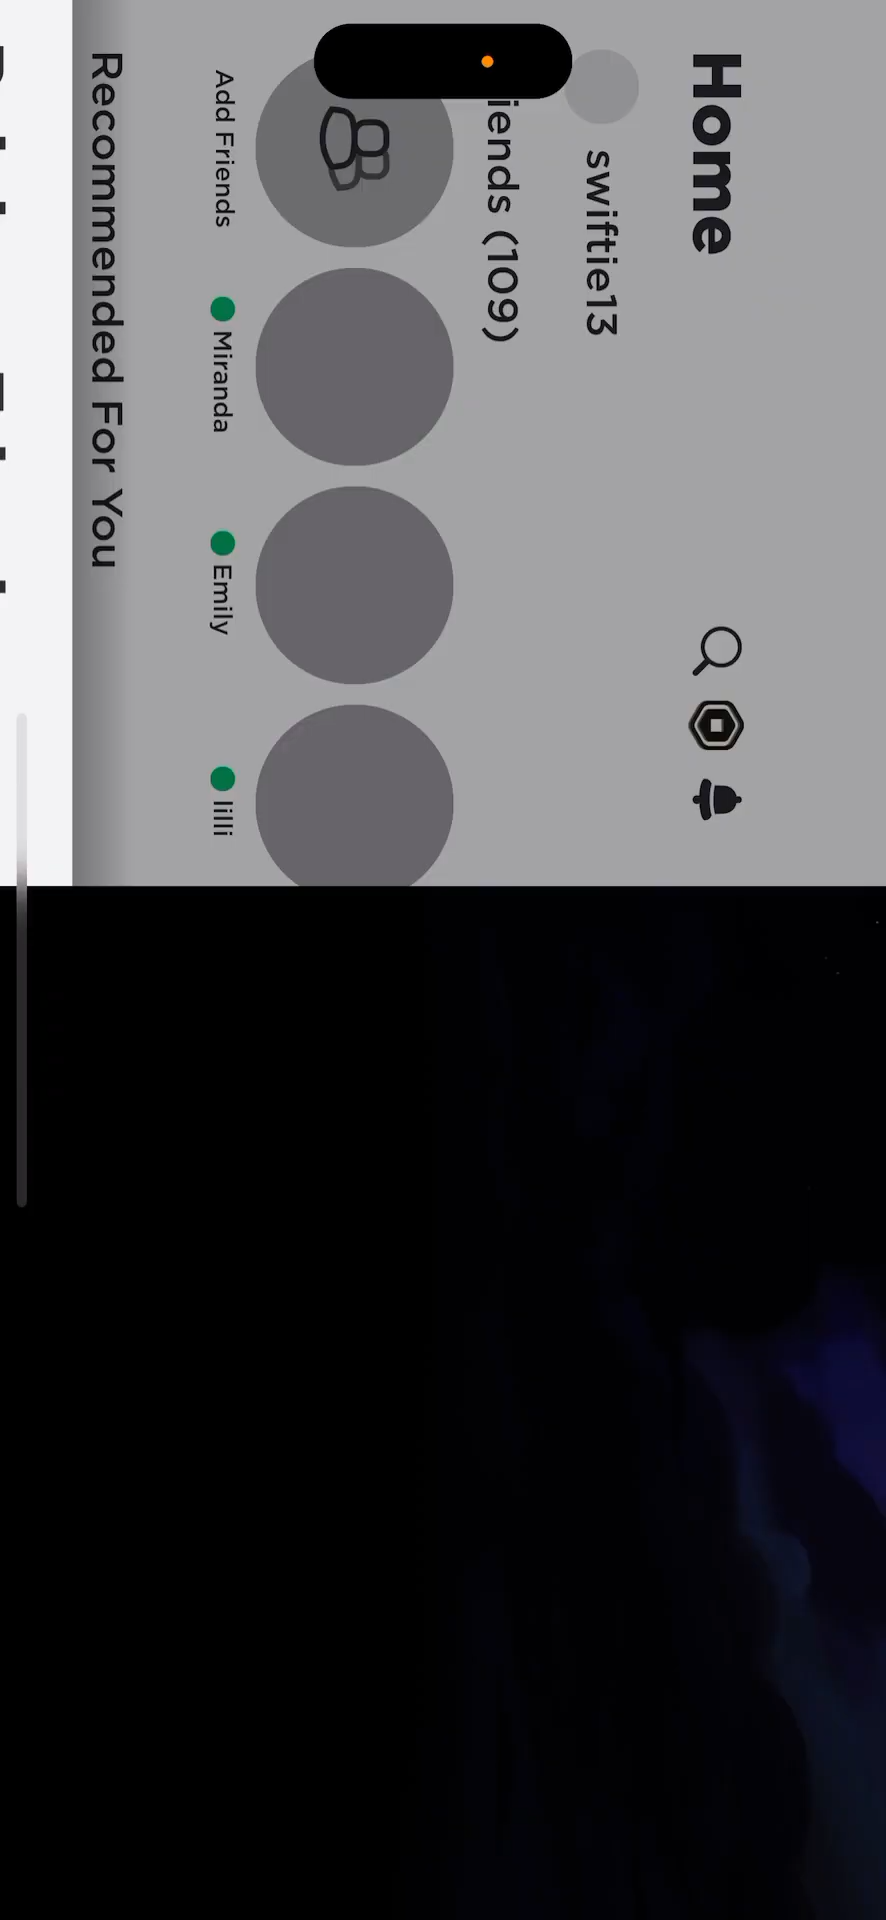 Home
swiftie13
iends (109)
Add Friends
Miranda
Emily
lilli
Recommended For You